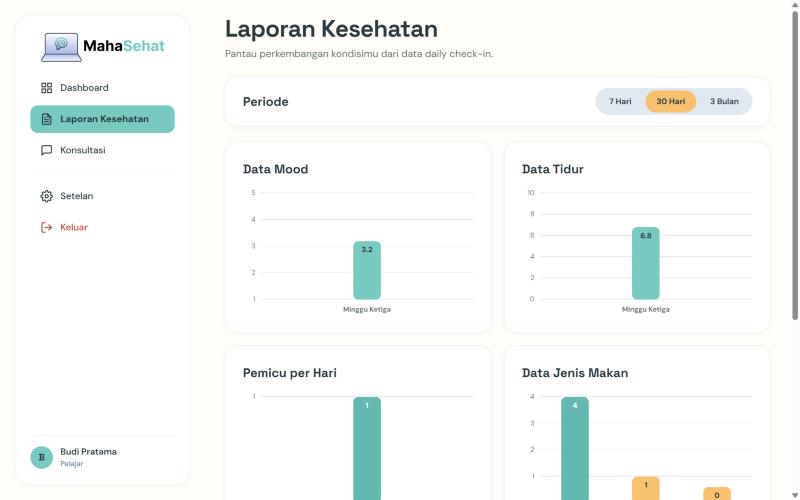 MahaSehat
Dashboard
Laporan Kesehatan
Konsultasi
Setelan
Keluar
B
Budi Pratama
Pelajar
Laporan Kesehatan
Pantau perkembangan kondisimu dari data daily check-in.
Periode
7 Hari
30 Hari
3 Bulan
Data Mood
5
4
3
2
1
3.2
Minggu Ketiga
Data Tidur
10
8
6
4
2
0
6.8
Minggu Ketiga
Pemicu per Hari
1
1
Data Jenis Makan
4
3
2
1
4
1
0